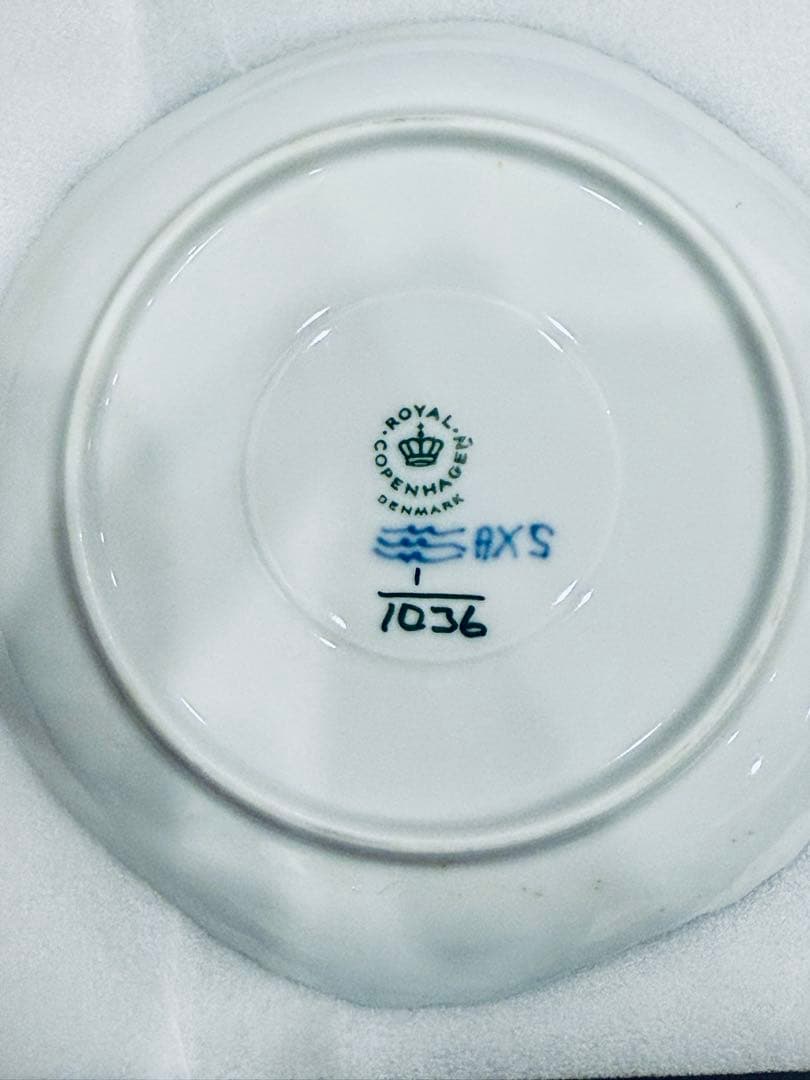 ROYAL
COPENHAGEN
DENMARK
AXS
1
1036